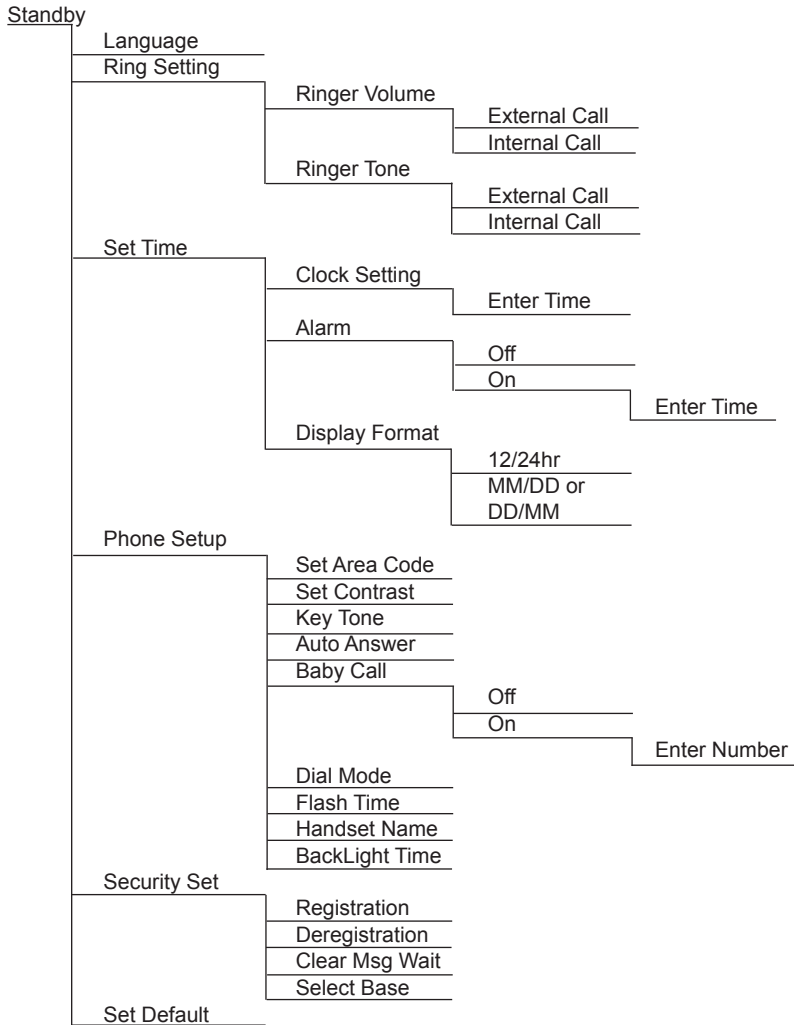 Standby
Language
Ring Setting
Ringer Volume
External Call
Internal Call
Ringer Tone
External Call
Internal Call
Set Time
Clock Setting
Enter Time
Alarm
Off
On
Enter Time
Display Format
12/24hr
MM/DD or
DD/MM
Phone Setup
Set Area Code
Set Contrast
Key Tone
Auto Answer
Baby Call
Off
On
Enter Number
Dial Mode
Flash Time
Handset Name
BackLight Time
Security Set
Registration
Deregistration
Clear Msg Wait
Select Base
Set Default